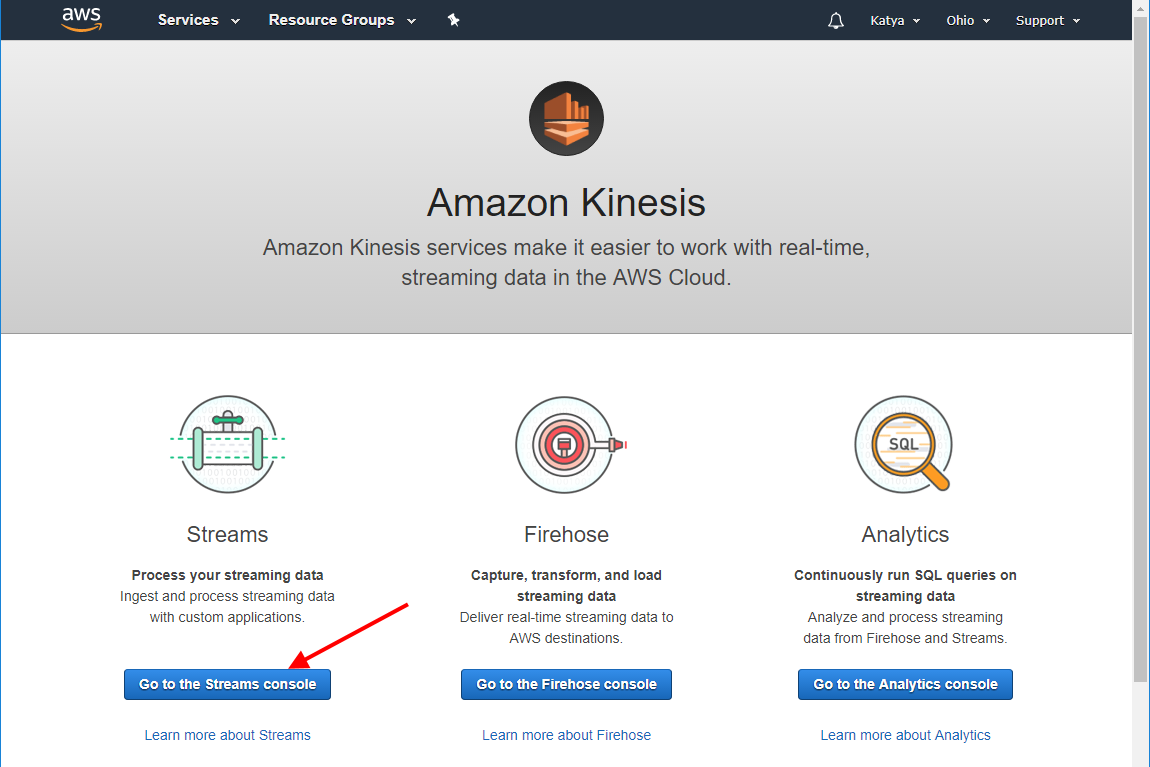 aws
Services
Resource Groups
Katya
Ohio
Support
Amazon Kinesis
Amazon Kinesis services make it easier to work with real-time,
streaming data in the AWS Cloud.
Streams
Process your streaming data
Ingest and process streaming data
with custom applications.
Go to the Streams console
Learn more about Streams
Firehose
Capture, transform, and load
streaming data
Deliver real-time streaming data to
AWS destinations.
Go to the Firehose console
Learn more about Firehose
SQL
Analytics
Continuously run SQL queries on
streaming data
Analyze and process streaming
data from Firehose and Streams.
Go to the Analytics console
Learn more about Analytics